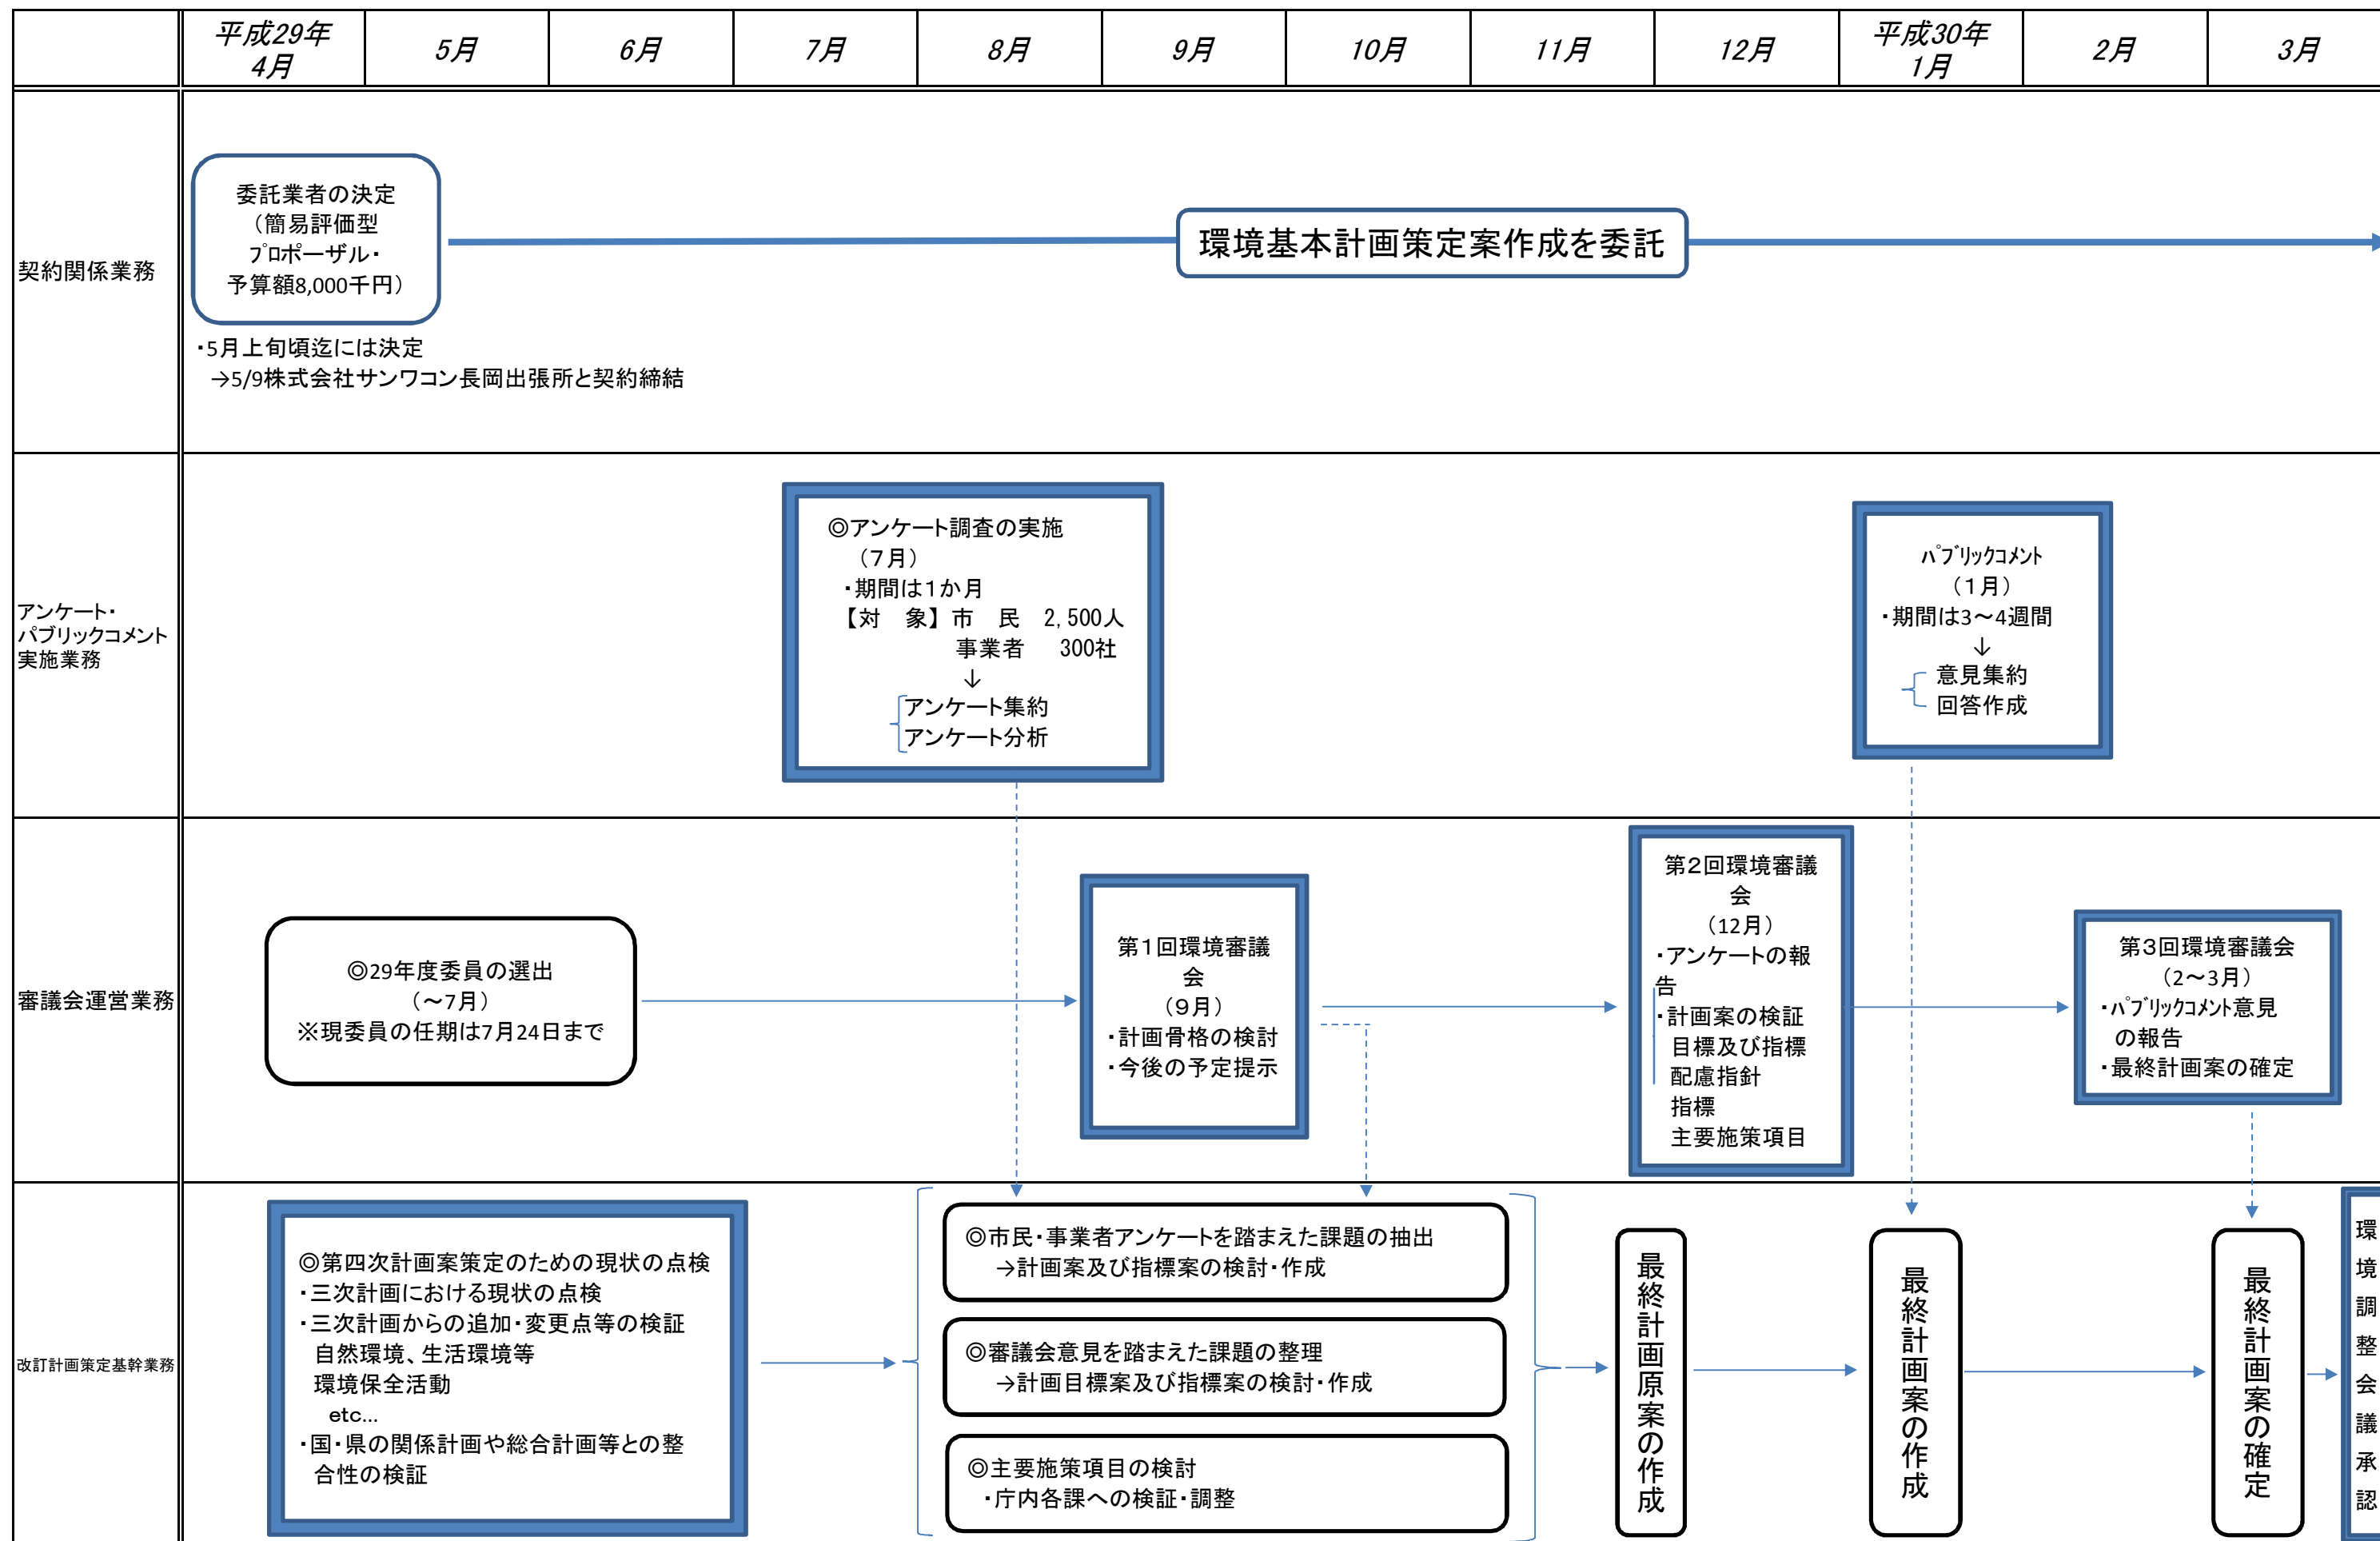 平成29年
4月
5月
6月
7月
8月
9月
10月
11月
12月
平成30年
1月
2月
3月
契約関係業務
委託業者の決定
（簡易評価型
ﾌﾟﾛﾎﾟｰｻﾞﾙ・
予算額8,000千円）
環境基本計画策定案作成を委託
・5月上旬頃迄には決定
→5/9株式会社サンワコン長岡出張所と契約締結
アンケート・
パブリックコメント
実施業務
◎アンケート調査の実施
（7月）
・期間は1か月
【対　象】市　民　2,500人
事業者　300社
↓
アンケート集約
アンケート分析
ﾊﾟﾌﾞﾘｯｸｺﾒﾝﾄ
（1月）
・期間は3～4週間
↓
意見集約
回答作成
審議会運営業務
◎29年度委員の選出
（～7月）
※現委員の任期は7月24日まで
第1回環境審議
会
（9月）
・計画骨格の検討
・今後の予定提示
第2回環境審議
会
（12月）
・アンケートの報
告
・計画案の検証
目標及び指標
配慮指針
指標
主要施策項目
第3回環境審議会
（2～3月）
・ﾊﾟﾌﾞﾘｯｸｺﾒﾝﾄ意見
の報告
・最終計画案の確定
改訂計画策定基幹業務
◎第四次計画案策定のための現状の点検
・三次計画における現状の点検
・三次計画からの追加・変更点等の検証
自然環境、生活環境等
環境保全活動
etc…
・国・県の関係計画や総合計画等との整
合性の検証
◎市民・事業者アンケートを踏まえた課題の抽出
→計画案及び指標案の検討・作成
◎審議会意見を踏まえた課題の整理
→計画目標案及び指標案の検討・作成
◎主要施策項目の検討
・庁内各課への検証・調整
最終計画原案の作成
最終計画案の作成
最終計画案の確定
環境調整会議承認